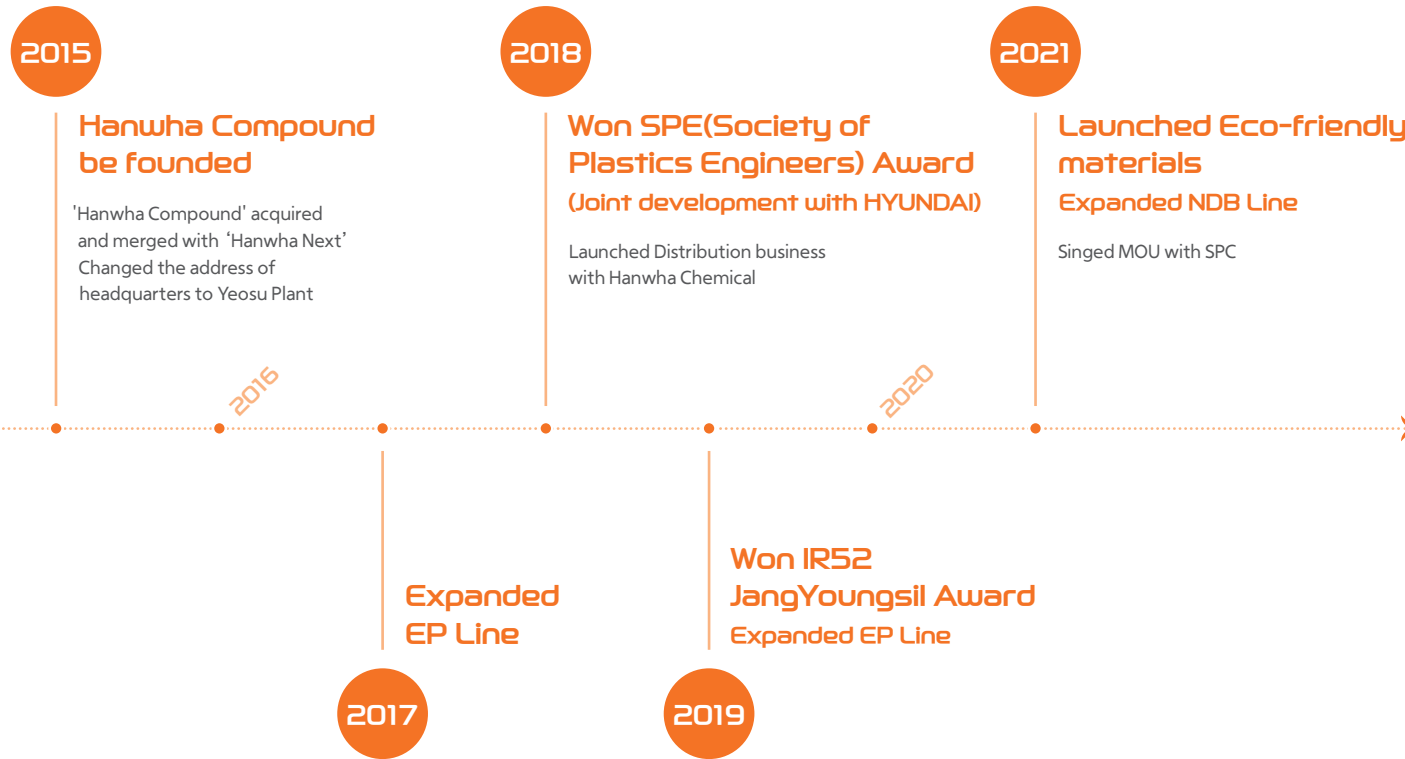 2015
Hanwha Compound
be founded
'Hanwha Compound' acquired
and merged with ‘Hanwha Next’
Changed the address of
headquarters to Yeosu Plant
2016
2018
Won SPE(Society of
Plastics Engineers) Award
(Joint development with HYUNDAI)
Launched Distribution business
with Hanwha Chemical
2020
2021
Launched Eco-friendly
materials
Expanded NDB Line
Singed MOU with SPC
Expanded
EP Line
2017
Won IR52
JangYoungsil Award
Expanded EP Line
2019